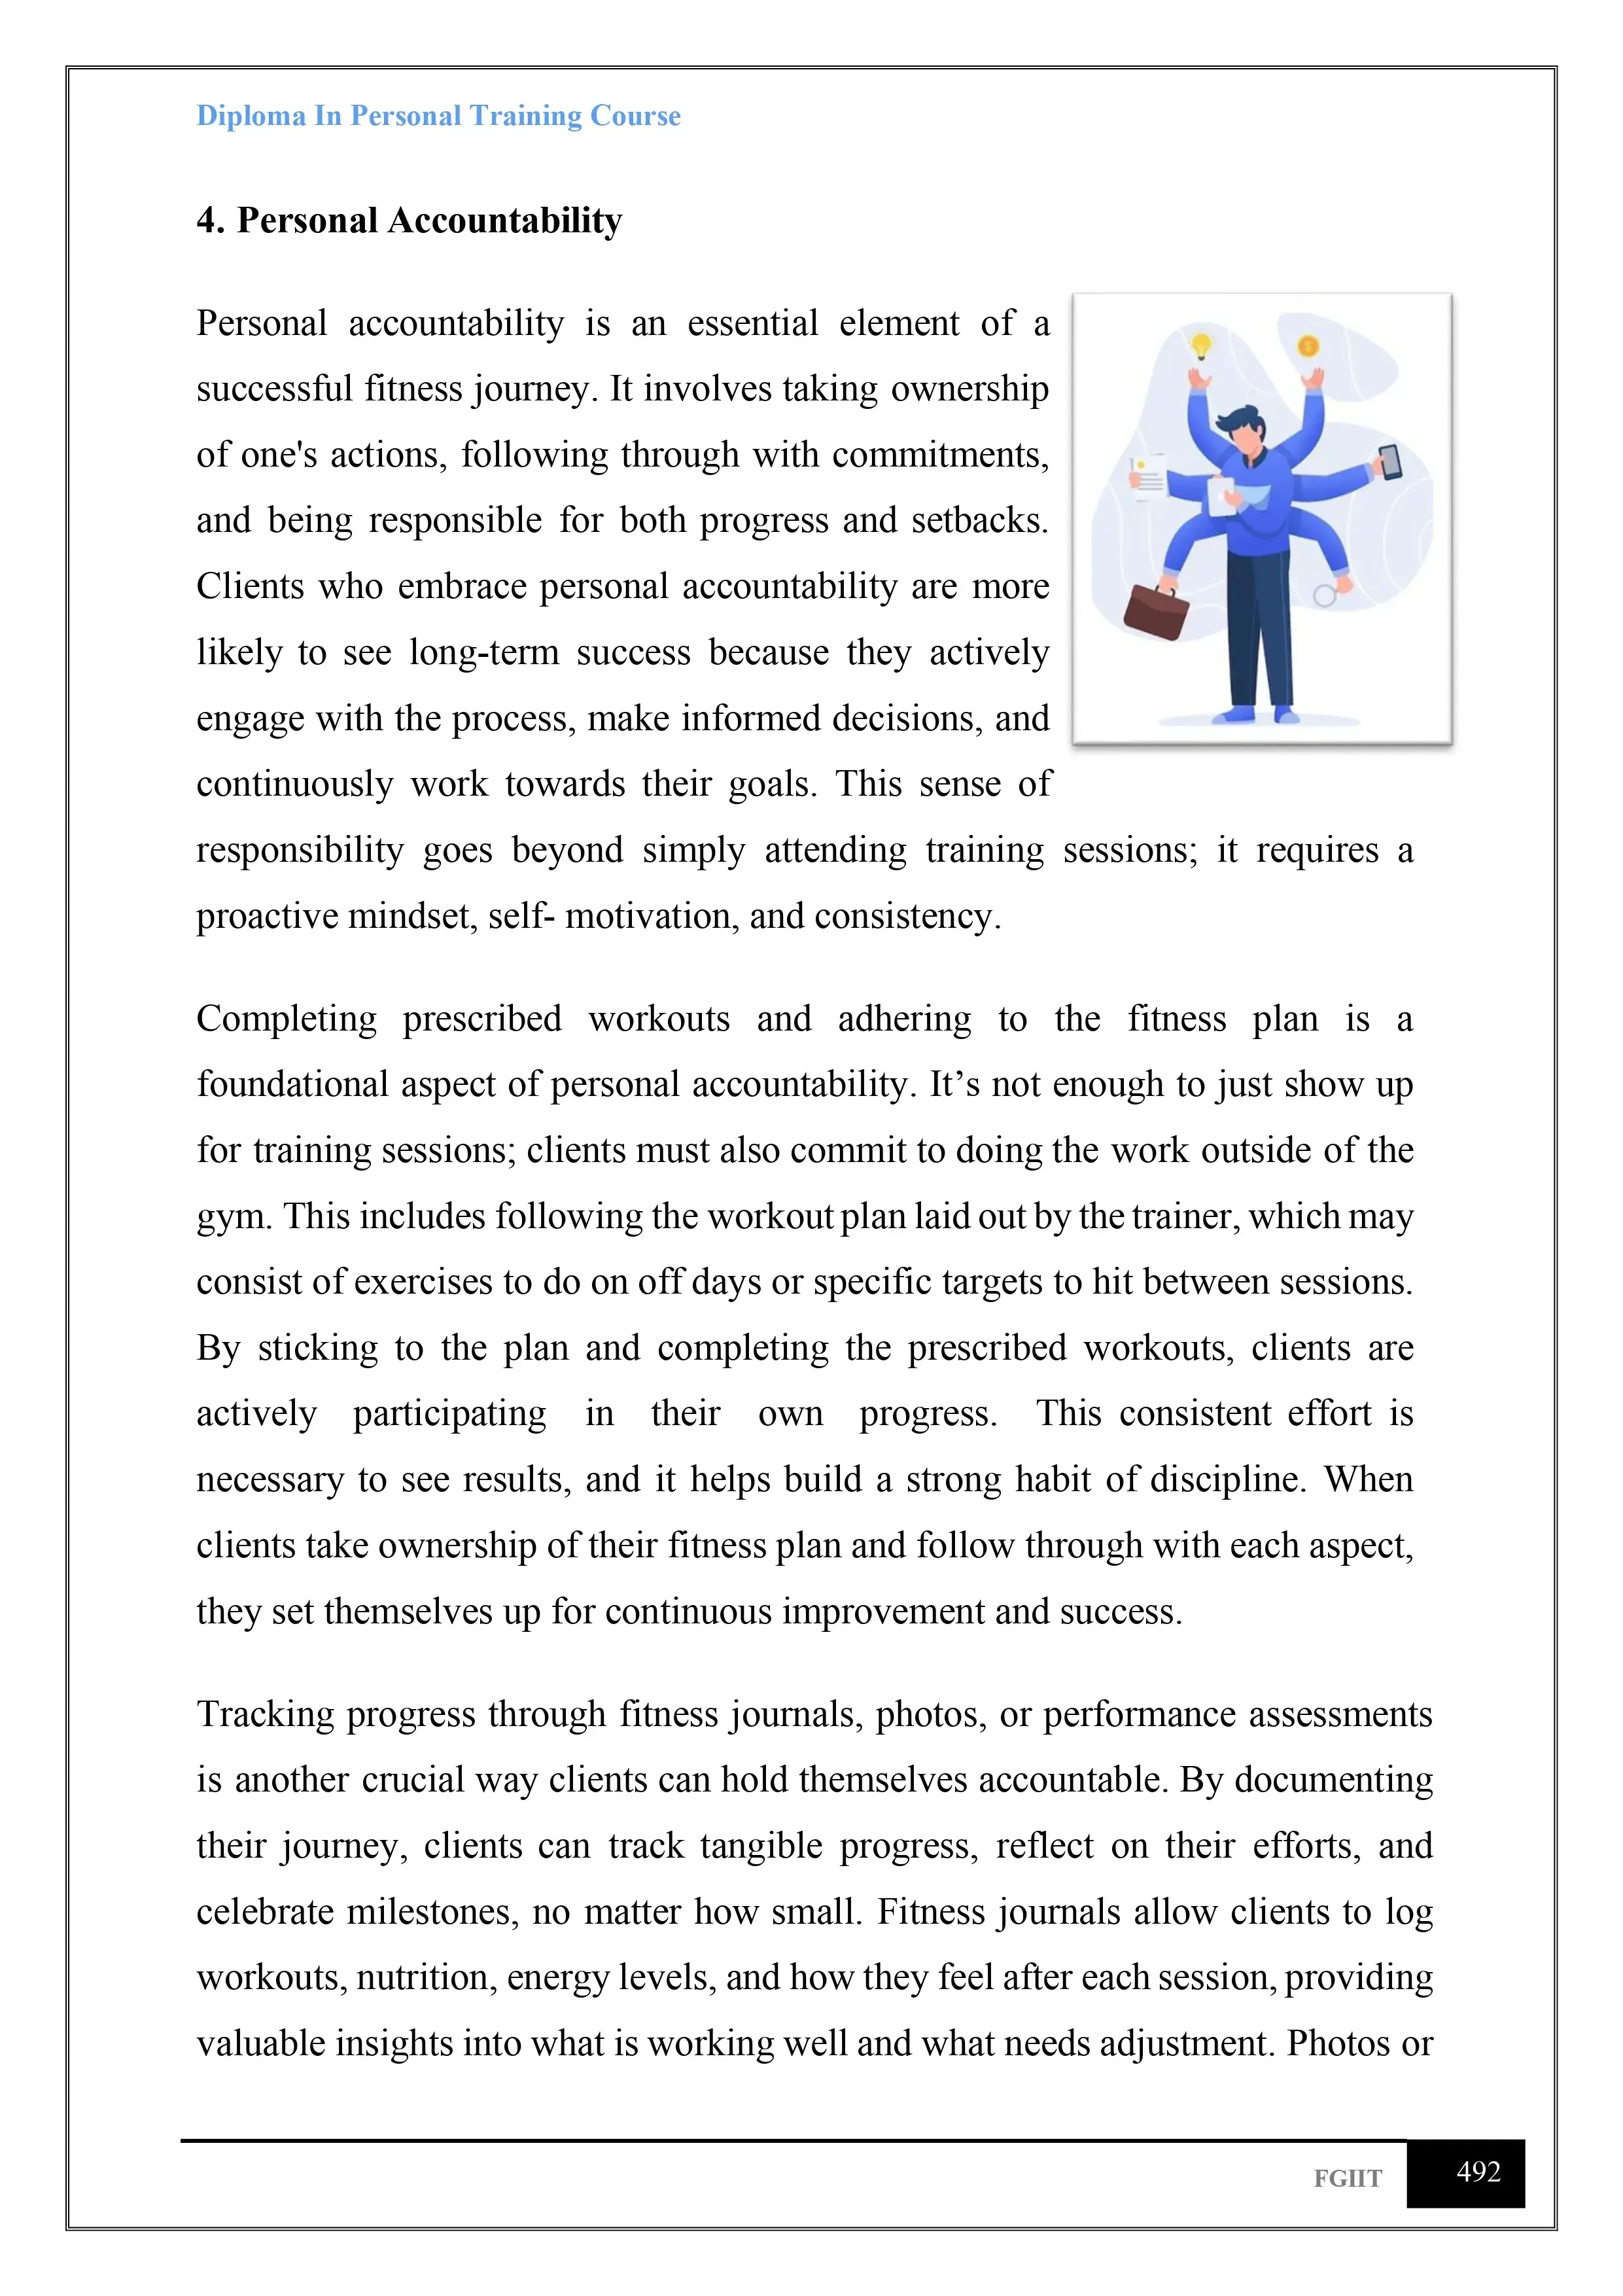 Diploma In Personal Training Course
4. Personal Accountability
Personal accountability is an essential element of a
successful fitness journey. It involves taking ownership
of one's actions, following through with commitments,
and being responsible for both progress and setbacks.
Clients who embrace personal accountability are more
likely to see long-term success because they actively
engage with the process, make informed decisions, and
continuously work towards their goals. This sense of
responsibility goes beyond simply attending training sessions; it requires a
proactive mindset, self- motivation, and consistency.
Completing prescribed workouts and adhering to the fitness plan is a
foundational aspect of personal accountability. It’s not enough to just show up
for training sessions; clients must also commit to doing the work outside of the
gym. This includes following the workout plan laid out by the trainer, which may
consist of exercises to do on off days or specific targets to hit between sessions.
By sticking to the plan and completing the prescribed workouts, clients are
actively participating in their own progress. This consistent effort is
necessary to see results, and it helps build a strong habit of discipline. When
clients take ownership of their fitness plan and follow through with each aspect,
they set themselves up for continuous improvement and success.
Tracking progress through fitness journals, photos, or performance assessments
is another crucial way clients can hold themselves accountable. By documenting
their journey, clients can track tangible progress, reflect on their efforts, and
celebrate milestones, no matter how small. Fitness journals allow clients to log
workouts, nutrition, energy levels, and how they feel after each session, providing
valuable insights into what is working well and what needs adjustment. Photos or
FGIIT
492